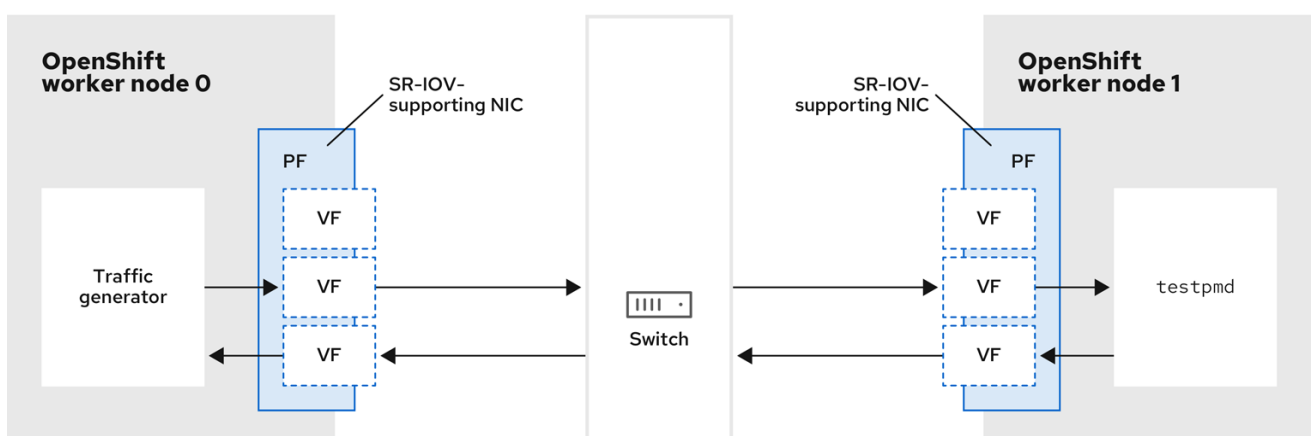 OpenShift
worker node 0
SR-IOV-
supporting NIC
PF
VF
VF
VF
Traffic
generator
Switch
SR-IOV-
supporting NIC
OpenShift
worker node 1
PF
VF
VF
VF
testpmd